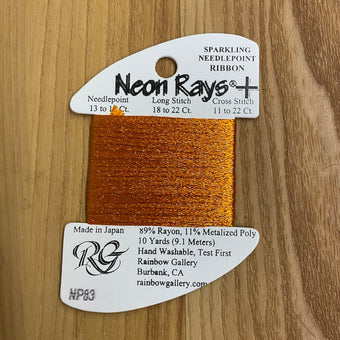 SPARKLING
NEEDLEPOINT
RIBBON
Neon Rays®+
Needlepoint Long Stitch Cross Stitch
13 to Ct. 18 to 22 Ct. 11 to 22 Ct.
Made in Japan
RG
NP83
89% Rayon, 11% Metalized Poly
10 Yards (9.1 Meters)
Hand Washable, Test First
Rainbow Gallery
Burbank, CA
rainbowgallery.com